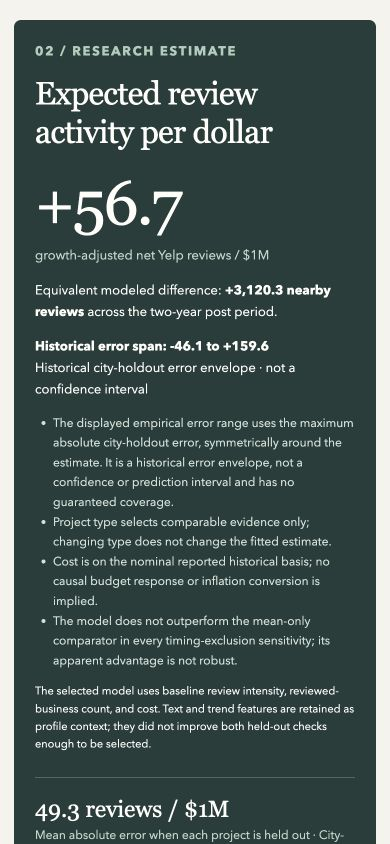 02 / RESEARCH ESTIMATE
Expected review
activity per dollar
+56.7
growth-adjusted net Yelp reviews / $1M
Equivalent modeled difference: +3,120.3 nearby
reviews across the two-year post period.
Historical error span: -46.1 to +159.6
Historical city-holdout error envelope · not a
confidence interval
• The displayed empirical error range uses the maximum
absolute city-holdout error, symmetrically around the
estimate. It is a historical error envelope, not a
confidence or prediction interval and has no
guaranteed coverage.
• Project type selects comparable evidence only;
changing type does not change the fitted estimate.
• Cost is on the nominal reported historical basis; no
causal budget response or inflation conversion is
implied.
• The model does not outperform the mean-only
comparator in every timing-exclusion sensitivity; its
apparent advantage is not robust.
The selected model uses baseline review intensity, reviewed-
business count, and cost. Text and trend features are retained as
profile context; they did not improve both held-out checks
enough to be selected.
49.3 reviews / $1M
Mean absolute error when each project is held out · City-